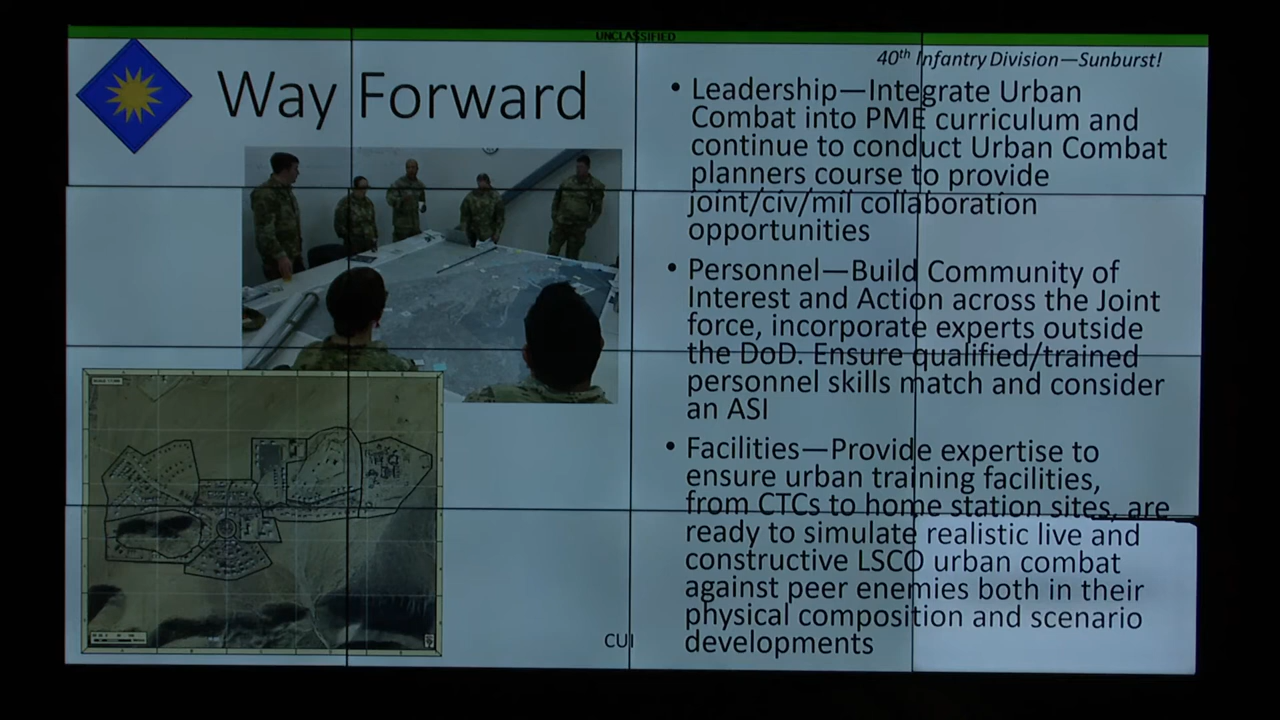 UNCLASSIFIED
40th Infantry Division—Sunburst!
Way Forward
• Leadership—Integrate Urban
Combat into PME curriculum and
continue to conduct Urban Combat
planners course to provide
joint/civ/mil collaboration
opportunities
• Personnel—Build Community of
Interest and Action across the Joint
force, incorporate experts outside
the DoD. Ensure qualified/trained
personnel skills match and consider
an ASI
• Facilities—Provide expertise to
ensure urban training facilities,
from CTCs to home station sites, are
ready to simulate realistic live and
constructive LSCO urban combat
against peer enemies both in their
physical composition and scenario
developments
CUI